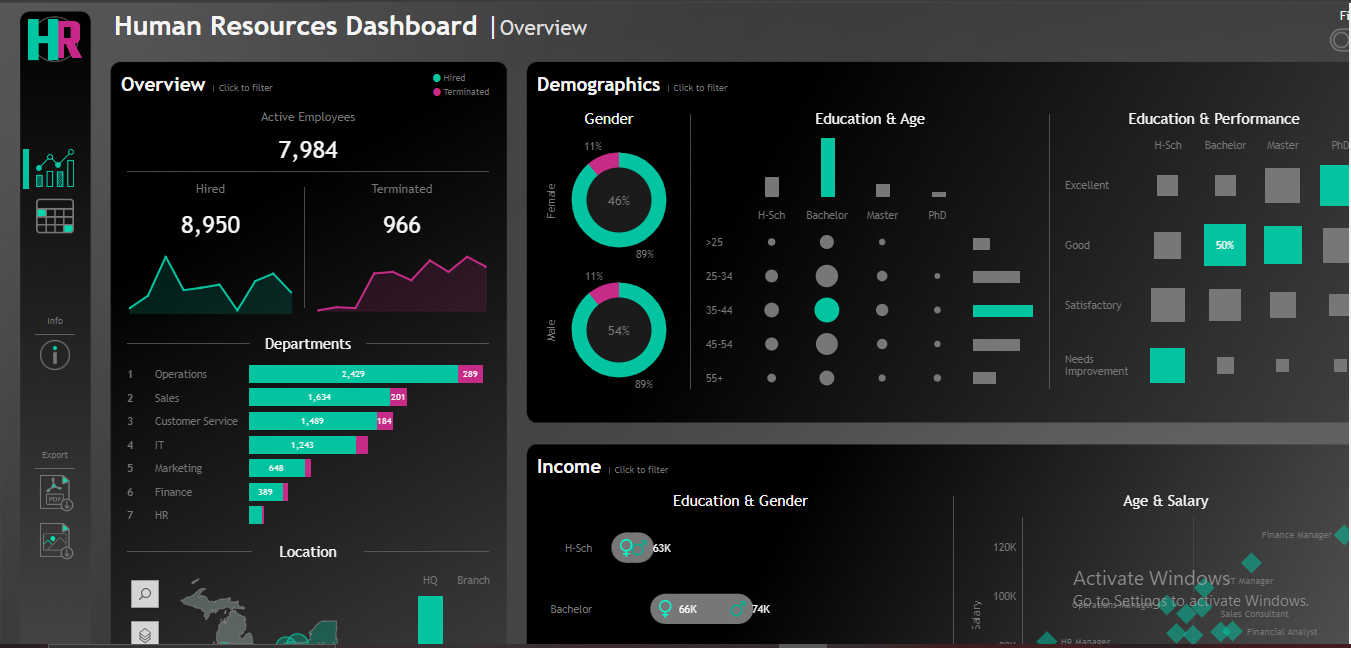 HR
Human Resources Dashboard | Overview
Fi
Overview | Click to filter
Hired
Terminated
Active Employees
7,984
Hired
8,950
Terminated
966
Departments
1 Operations 2,429 289
2 Sales 1,634 201
3 Customer Service 1,489 184
4 IT 1,243
5 Marketing 648
6 Finance 389
7 HR
Location
HQ Branch
Info
Export
PDF
Demographics | Click to filter
Gender
Female
11%
46%
89%
Male
11%
54%
89%
Education & Age
H-Sch Bachelor Master PhD
>25
25-34
35-44
45-54
55+
Education & Performance
H-Sch Bachelor Master PhD
Excellent
Good 50%
Satisfactory
Needs
Improvement
Income | Click to filter
Education & Gender
H-Sch 63K
Bachelor 66K 74K
Age & Salary
Salary
120K
100K
Finance Manager
IT Manager
Operations Manager
Sales Consultant
Financial Analyst
HR Manager
Activate Windows
Go to Settings to activate Windows.